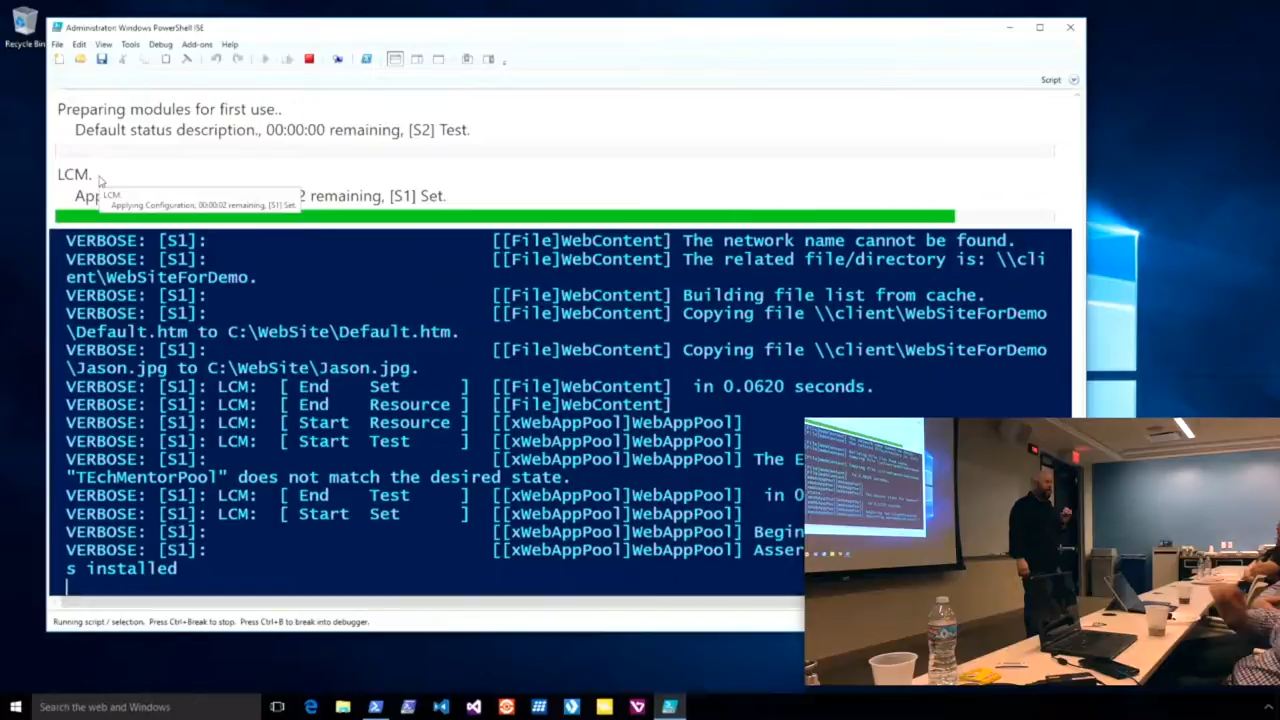 Recycle Bin
Administrator: Windows PowerShell ISE
File Edit View Tools Debug Add-ons Help
Script
Preparing modules for first use..
Default status description., 00:00:00 remaining, [S2] Test.
LCM.
App 2 remaining, [S1] Set.
LCM.
Applying Configuration, 00:00:02 remaining, [S1] Set.
VERBOSE: [S1]: [[File]WebContent] The network name cannot be found.
VERBOSE: [S1]: [[File]WebContent] The related file/directory is: \\cli
ent\WebSiteForDemo.
VERBOSE: [S1]: [[File]WebContent] Building file list from cache.
VERBOSE: [S1]: [[File]WebContent] Copying file \\client\WebSiteForDemo
\Default.htm to C:\WebSite\Default.htm.
VERBOSE: [S1]: [[File]WebContent] Copying file \\client\WebSiteForDemo
\Jason.jpg to C:\WebSite\Jason.jpg.
VERBOSE: [S1]: LCM: [ End Set ] [[File]WebContent] in 0.0620 seconds.
VERBOSE: [S1]: LCM: [ End Resource ] [[File]WebContent]
VERBOSE: [S1]: LCM: [ Start Resource ] [[xWebAppPool]WebAppPool]
VERBOSE: [S1]: LCM: [ Start Test ] [[xWebAppPool]WebAppPool]
VERBOSE: [S1]: [[xWebAppPool]WebAppPool] The E
"TEchMentorPool" does not match the desired state.
VERBOSE: [S1]: LCM: [ End Test ] [[xWebAppPool]WebAppPool] in 0
VERBOSE: [S1]: LCM: [ Start Set ] [[xWebAppPool]WebAppPool]
VERBOSE: [S1]: [[xWebAppPool]WebAppPool] Begin
VERBOSE: [S1]: [[xWebAppPool]WebAppPool] Asser
s installed
Running script / selection. Press Ctrl+Break to stop. Press Ctrl+B to break into debugger.
Search the web and Windows